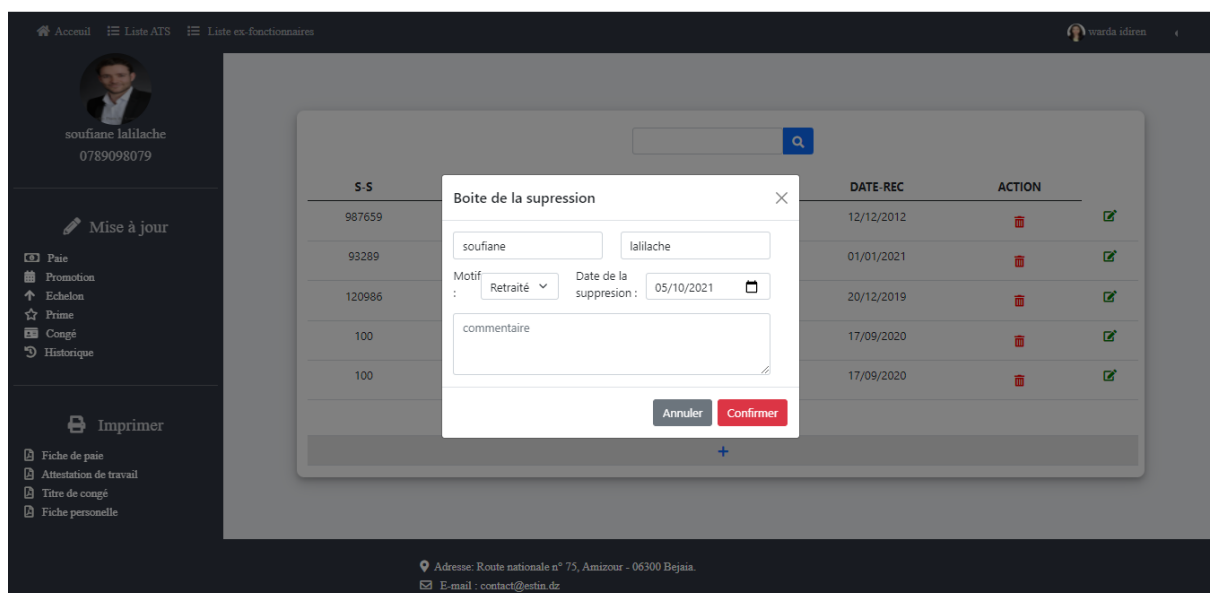 Acceuil Liste ATS Liste ex-fonctionnaires warda idiren
soufiane lalilache
0789098079
Mise à jour
Paie
Promotion
Echelon
Prime
Congé
Historique
Imprimer
Fiche de paie
Attestation de travail
Titre de congé
Fiche personelle
S-S DATE-REC ACTION
987659 12/12/2012
93289 01/01/2021
120986 20/12/2019
100 17/09/2020
100 17/09/2020
+
Boite de la supression
soufiane lalilache
Motif : Retraité Date de la suppresion : 05/10/2021
commentaire
Annuler Confirmer
Adresse: Route nationale n° 75, Amizour - 06300 Bejaia.
E-mail : contact@estin.dz